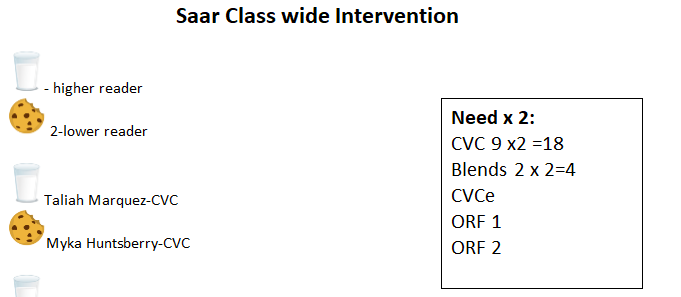 Saar Class wide Intervention
- higher reader
2-lower reader
Taliah Marquez-CVC
Myka Huntsberry-CVC
Need x 2:
CVC 9 x2 =18
Blends 2 x 2=4
CVCe
ORF 1
ORF 2